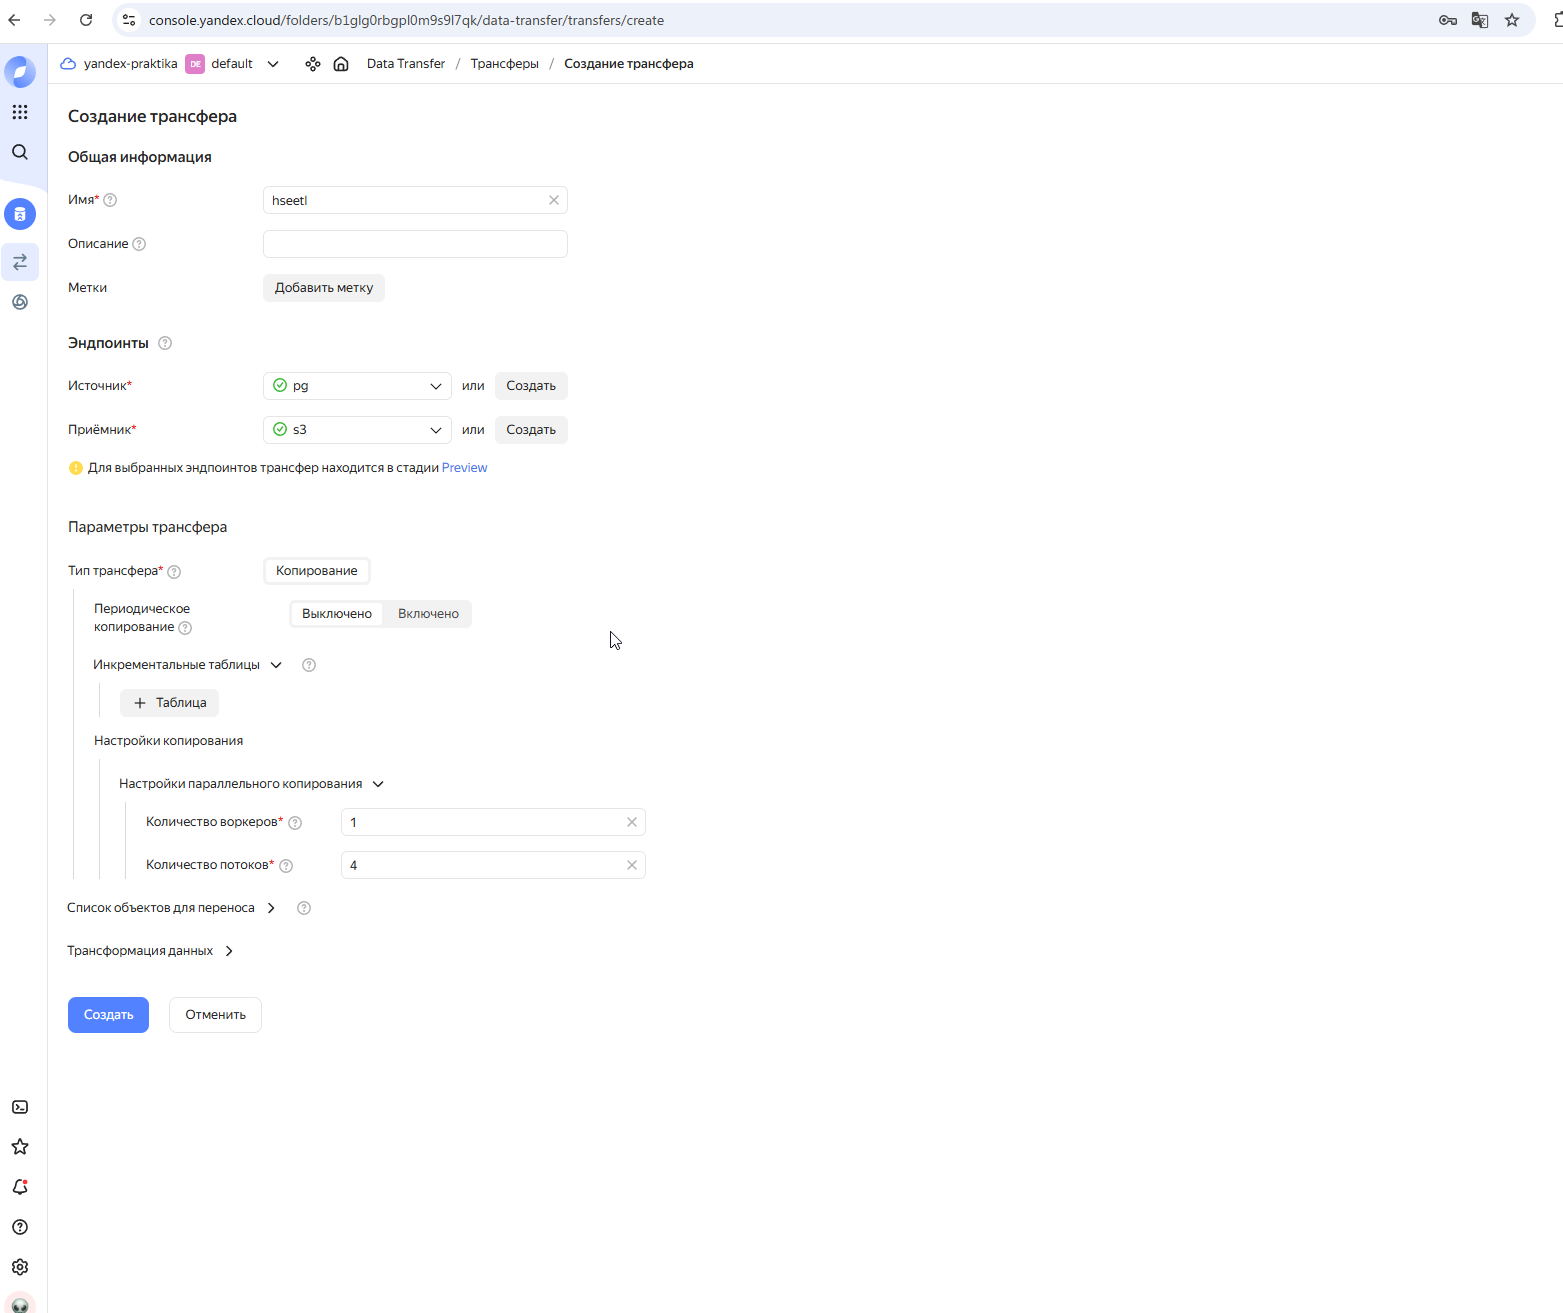 console.yandex.cloud/folders/b1glg0rbgpl0m9s9l7qk/data-transfer/transfers/create
yandex-praktika DE default Data Transfer / Трансферы / Создание трансфера
Создание трансфера
Общая информация
Имя* hseetl
Описание
Метки Добавить метку
Эндпоинты
Источник* pg или Создать
Приёмник* s3 или Создать
Для выбранных эндпоинтов трансфер находится в стадии Preview
Параметры трансфера
Тип трансфера* Копирование
Периодическое
копирование Выключено Включено
Инкрементальные таблицы
+ Таблица
Настройки копирования
Настройки параллельного копирования
Количество воркеров* 1
Количество потоков* 4
Список объектов для переноса
Трансформация данных
Создать Отменить